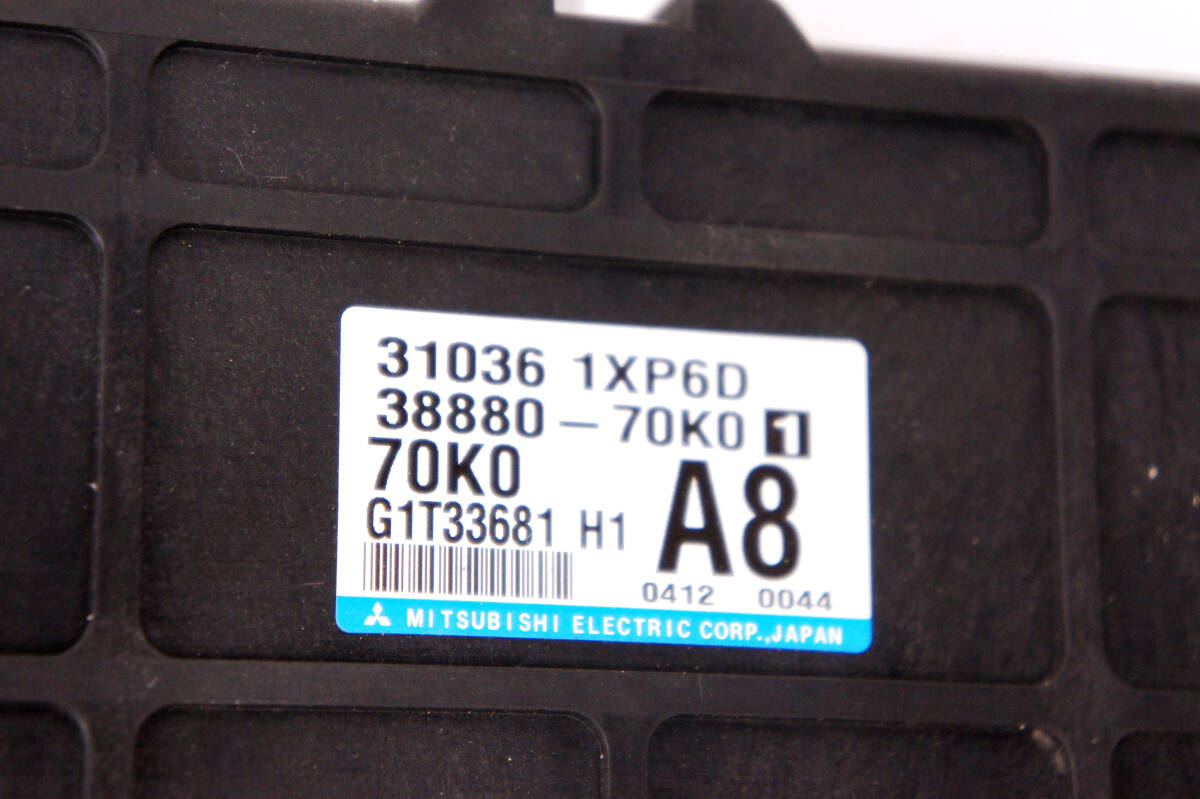 31036 1XP6D
38880-70K0 1
70K0
A8
G1T33681 H1
0412 0044
MITSUBISHI ELECTRIC CORP.,JAPAN